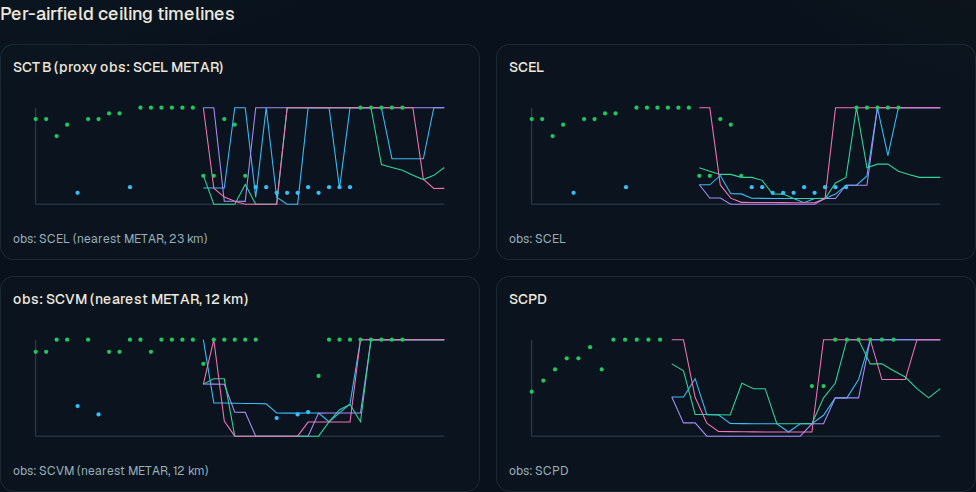 Per-airfield ceiling timelines
SCTB (proxy obs: SCEL METAR)
SCEL
obs: SCEL (nearest METAR, 23 km)
obs: SCEL
obs: SCVM (nearest METAR, 12 km)
SCPD
obs: SCVM (nearest METAR, 12 km)
obs: SCPD